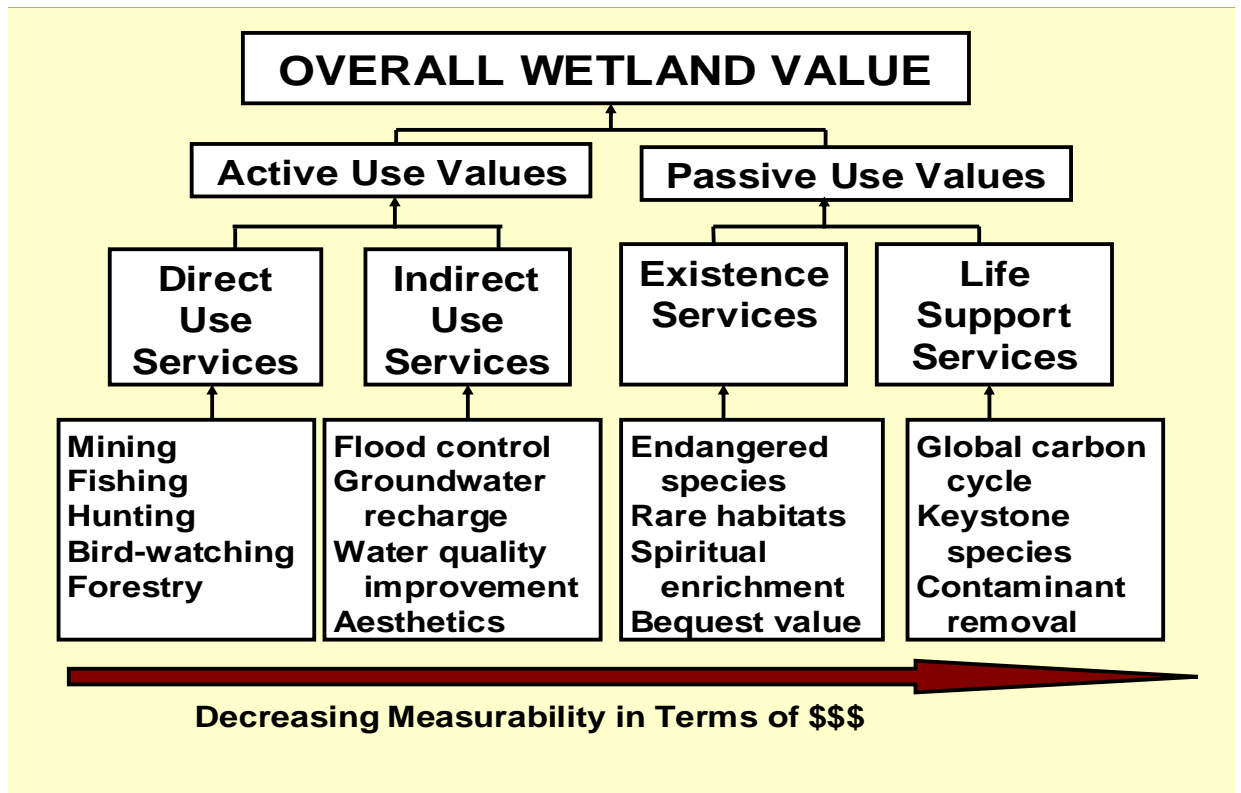 OVERALL WETLAND VALUE
Active Use Values
Passive Use Values
Direct
Use
Services
Indirect
Use
Services
Existence
Services
Life
Support
Services
Mining
Fishing
Hunting
Bird-watching
Forestry
Flood control
Groundwater
recharge
Water quality
improvement
Aesthetics
Endangered
species
Rare habitats
Spiritual
enrichment
Bequest value
Global carbon
cycle
Keystone
species
Contaminant
removal
Decreasing Measurability in Terms of $$$